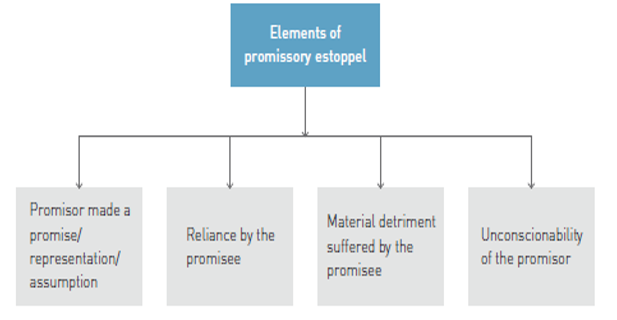 Elements of
promissory estoppel
Promisor made a
promise/
representation/
assumption
Reliance by the
promisee
Material detriment
suffered by the
promisee
Unconscionability
of the promisor